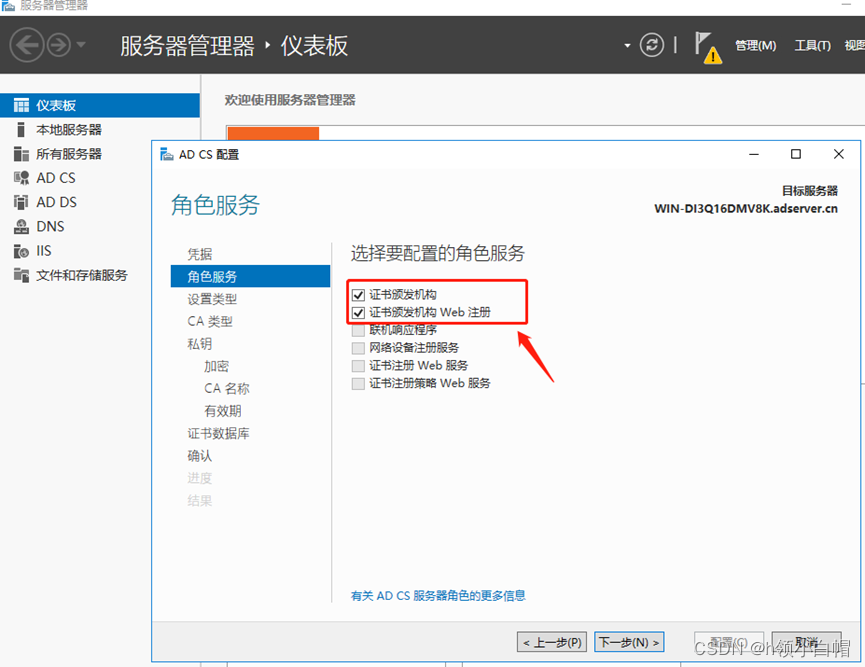 服务器管理器
服务器管理器 · 仪表板
管理(M)
工具(T)
视图
仪表板
本地服务器
所有服务器
AD CS
AD DS
DNS
IIS
文件和存储服务
欢迎使用服务器管理器
AD CS 配置
角色服务
目标服务器
WIN-DI3Q16DMV8K.adserver.cn
凭据
角色服务
设置类型
CA 类型
私钥
加密
CA 名称
有效期
证书数据库
确认
进度
结果
选择要配置的角色服务
证书颁发机构
证书颁发机构 Web 注册
联机响应程序
网络设备注册服务
证书注册 Web 服务
证书注册策略 Web 服务
有关 AD CS 服务器角色的更多信息
< 上一步(P)
下一步(N) >
配置(C)
取消
CSDN @h领小白帽